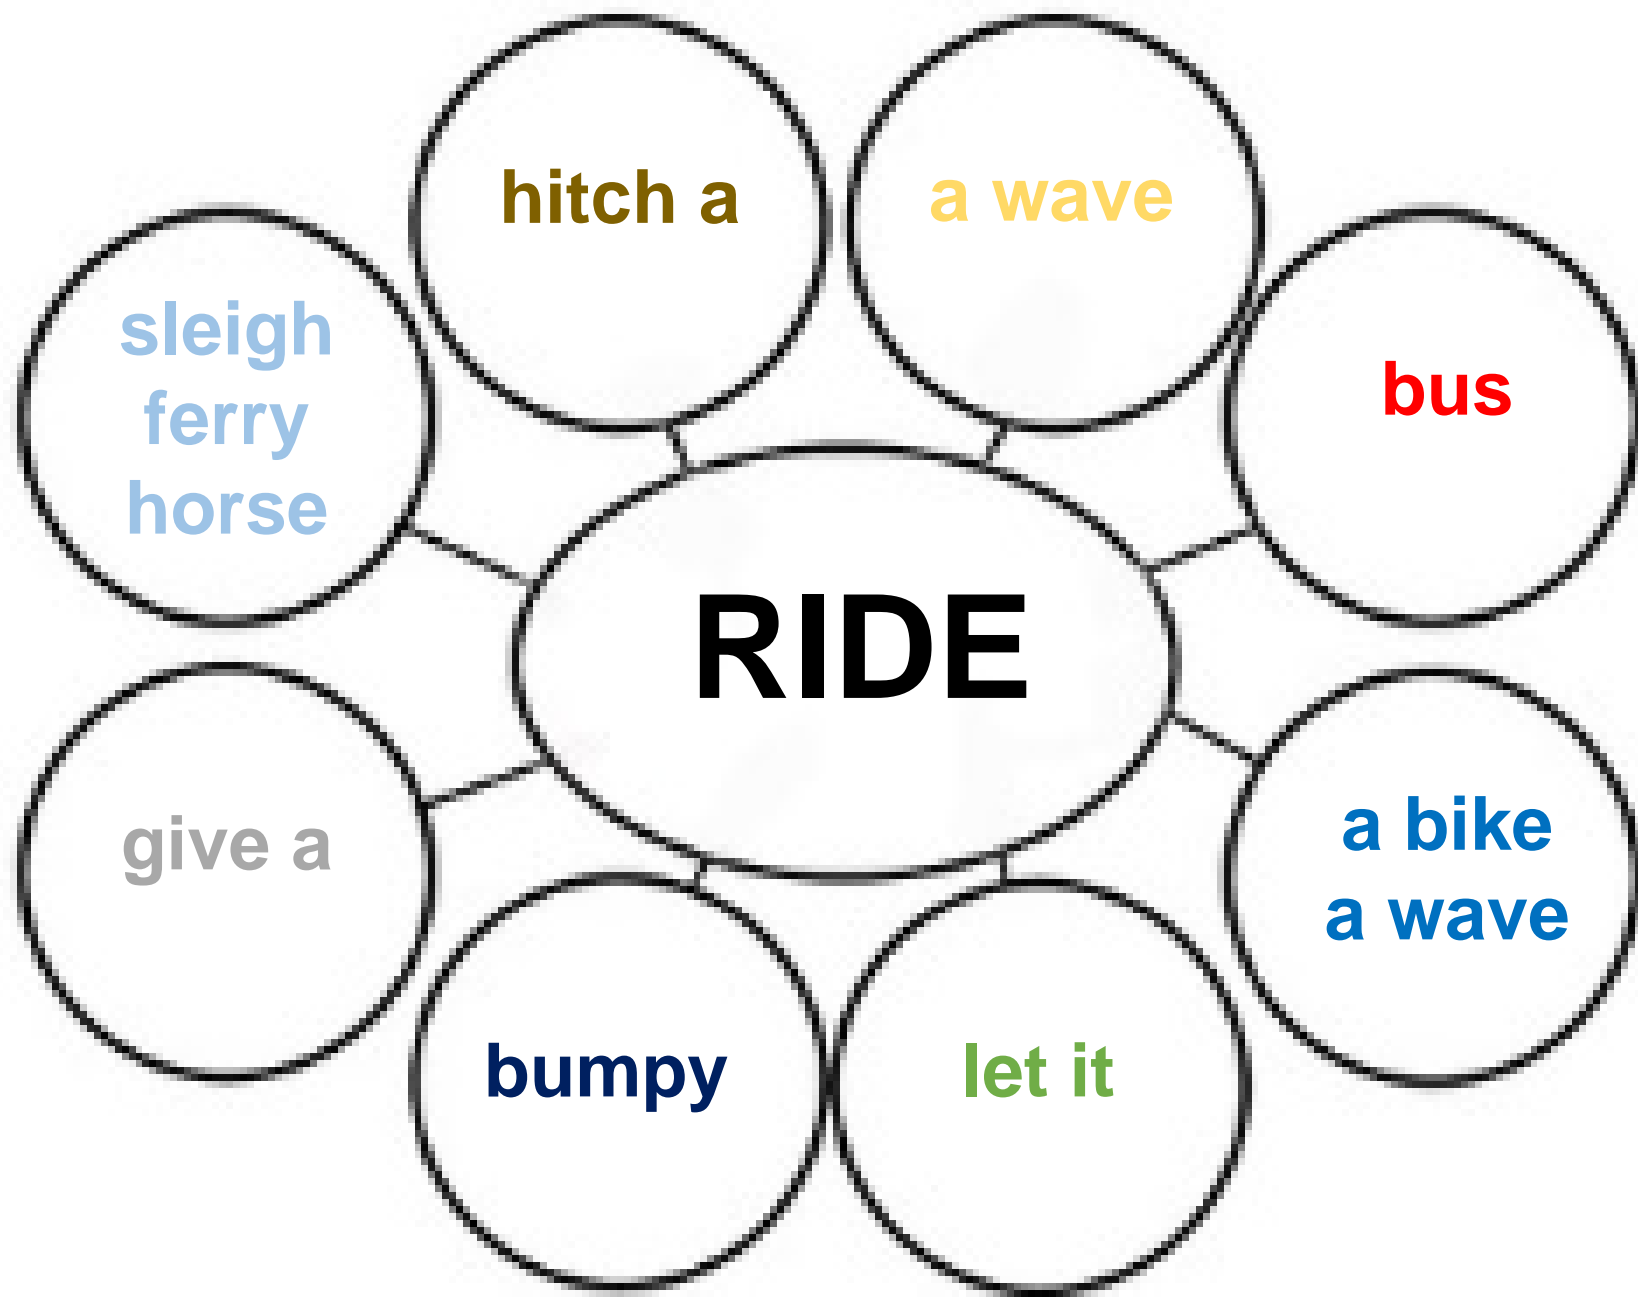 hitch a
a wave
sleigh
ferry
horse
bus
RIDE
give a
a bike
a wave
bumpy
let it